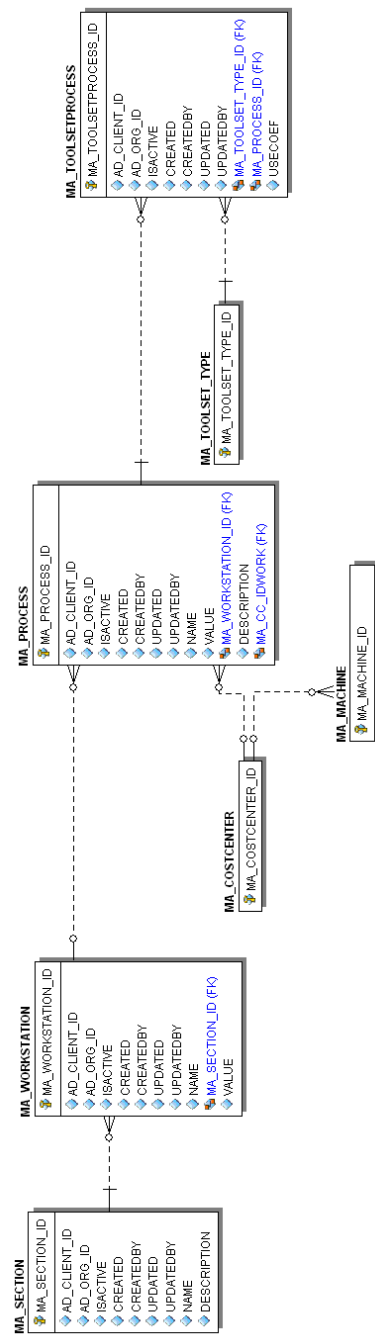 MA_SECTION
MA_SECTION_ID
AD_CLIENT_ID
AD_ORG_ID
ISACTIVE
CREATED
CREATEDBY
UPDATED
UPDATEDBY
NAME
DESCRIPTION
MA_WORKSTATION
MA_WORKSTATION_ID
AD_CLIENT_ID
AD_ORG_ID
ISACTIVE
CREATED
CREATEDBY
UPDATED
UPDATEDBY
NAME
MA_SECTION_ID (FK)
VALUE
MA_COSTCENTER
MA_COSTCENTER_ID
MA_PROCESS
MA_PROCESS_ID
AD_CLIENT_ID
AD_ORG_ID
ISACTIVE
CREATED
CREATEDBY
UPDATED
UPDATEDBY
NAME
VALUE
MA_WORKSTATION_ID (FK)
DESCRIPTION
MA_CC_IDWORK (FK)
MA_MACHINE
MA_MACHINE_ID
MA_TOOLSET_TYPE
MA_TOOLSET_TYPE_ID
MA_TOOLSETPROCESS
MA_TOOLSETPROCESS_ID
AD_CLIENT_ID
AD_ORG_ID
ISACTIVE
CREATED
CREATEDBY
UPDATED
UPDATEDBY
MA_TOOLSET_TYPE_ID (FK)
MA_PROCESS_ID (FK)
USECOEF